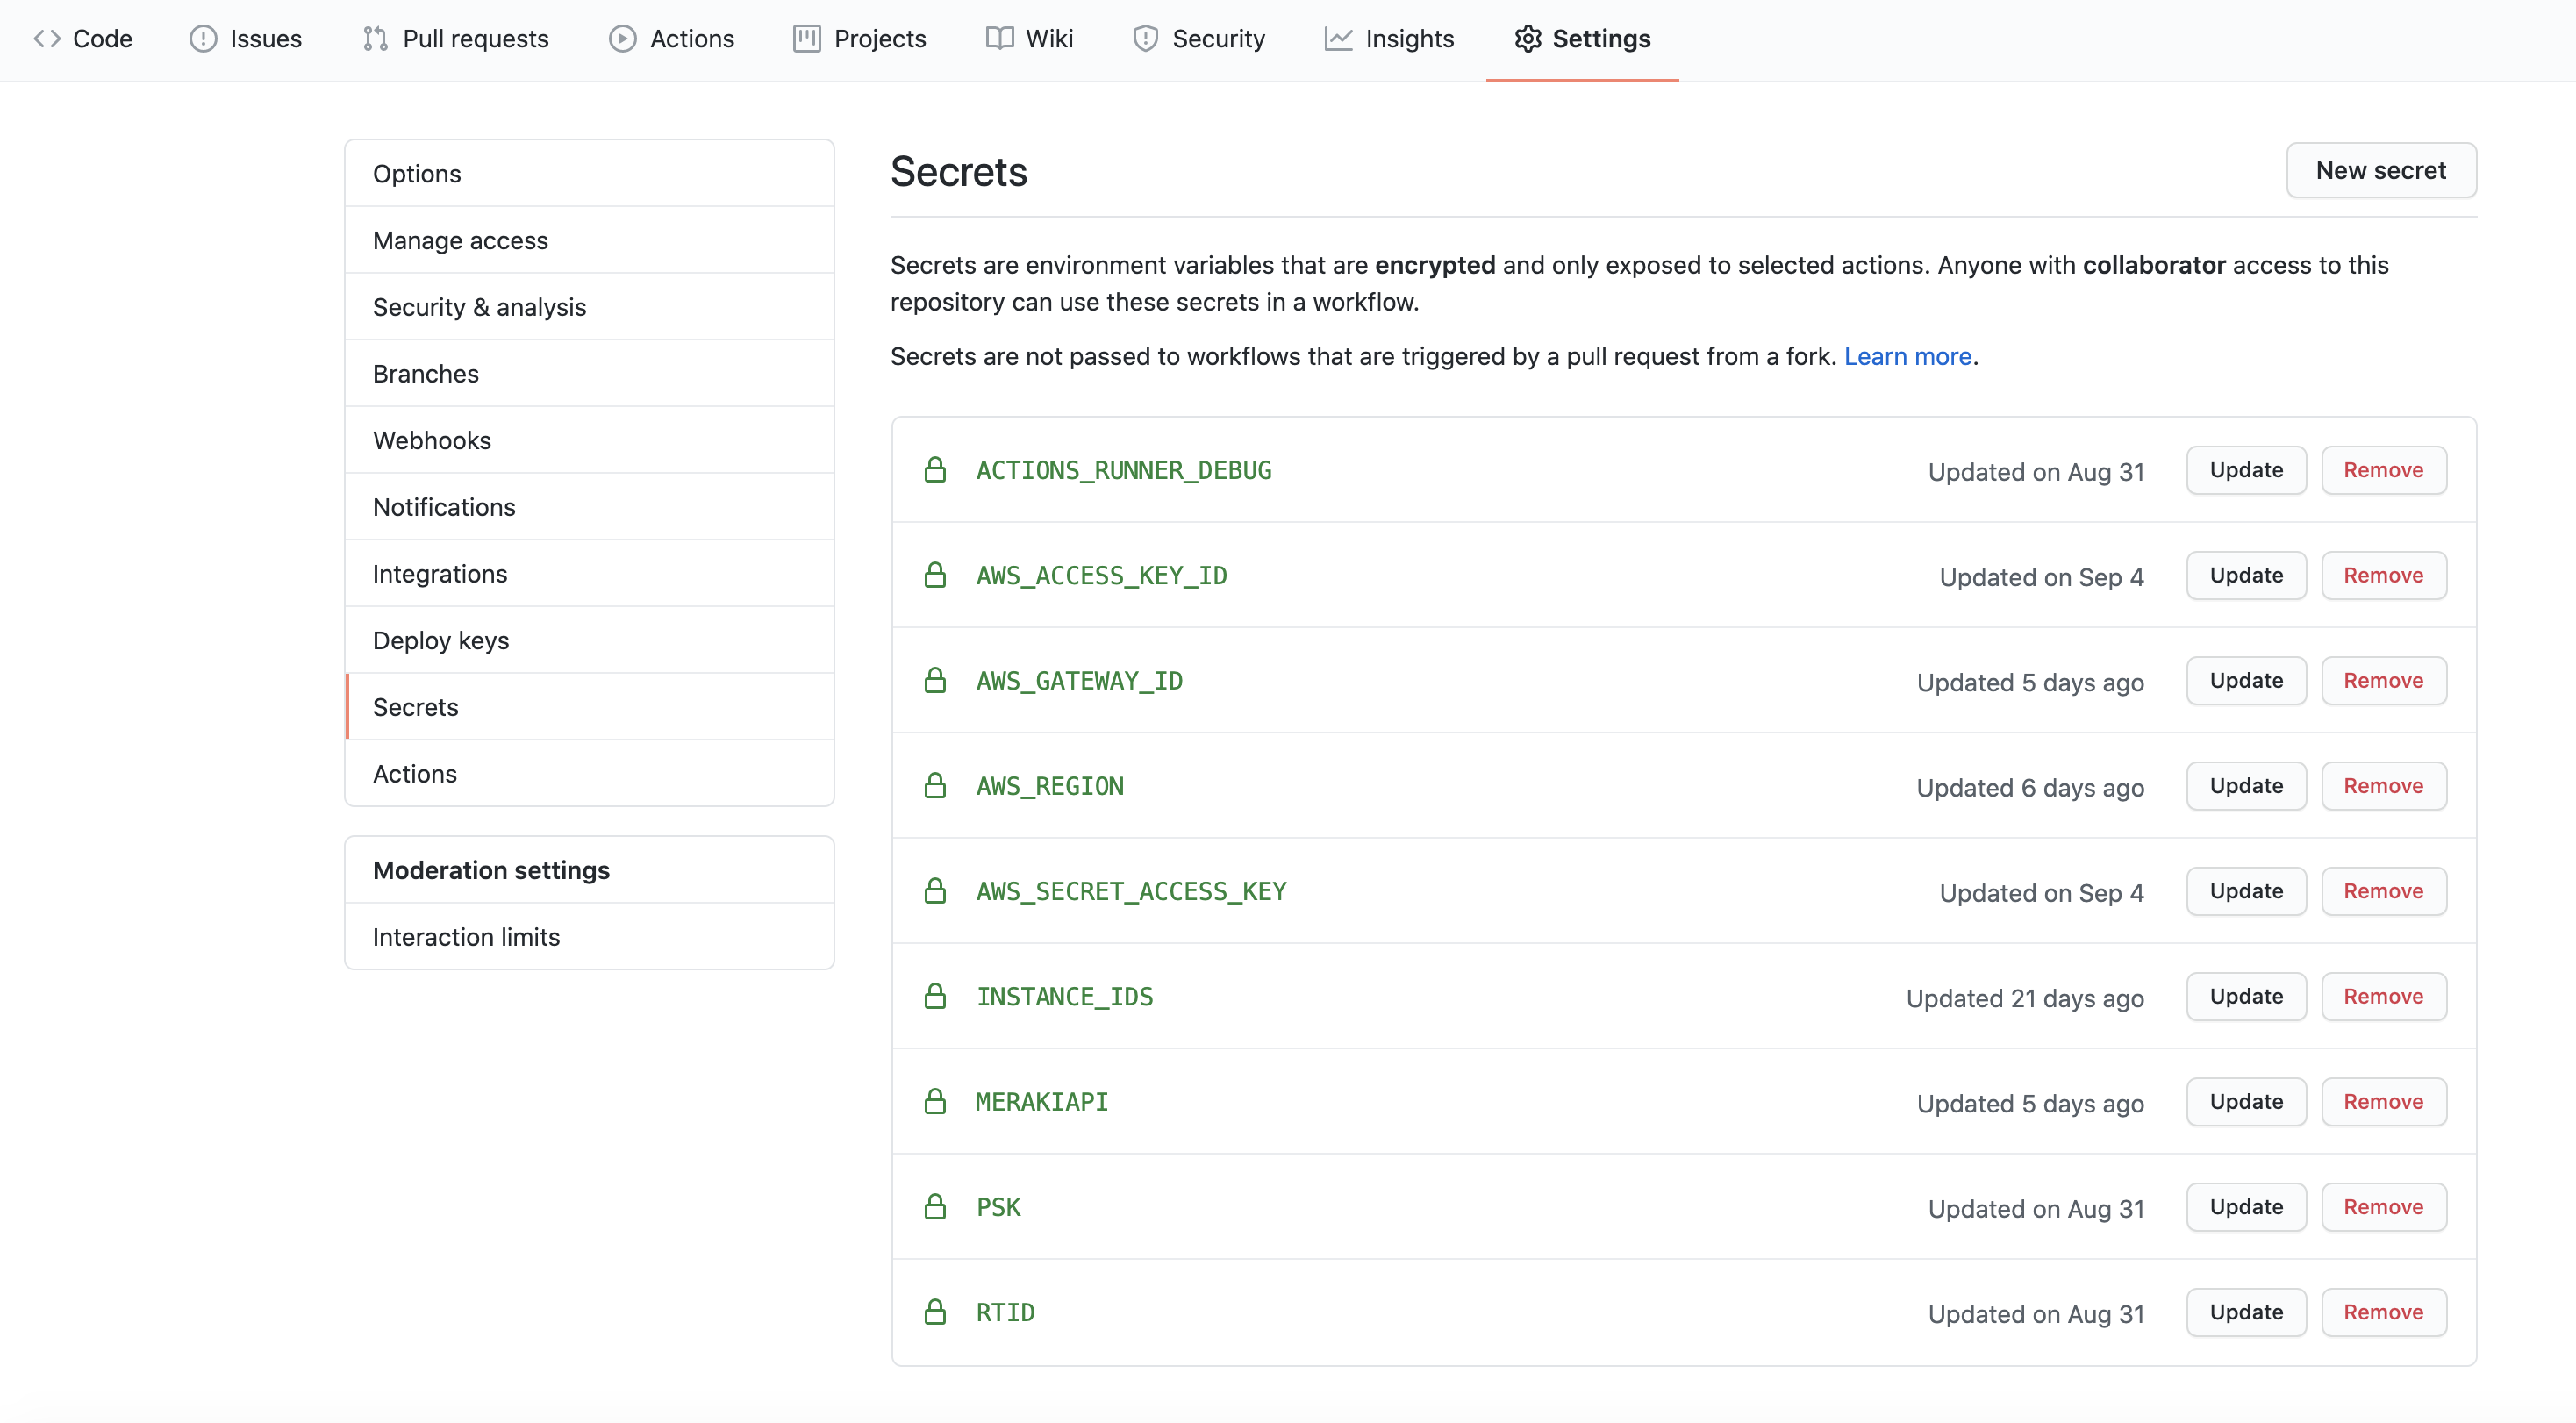 Code Issues Pull requests Actions Projects Wiki Security Insights Settings
Options
Manage access
Security & analysis
Branches
Webhooks
Notifications
Integrations
Deploy keys
Secrets
Actions
Moderation settings
Interaction limits
Secrets New secret
Secrets are environment variables that are encrypted and only exposed to selected actions. Anyone with collaborator access to this
repository can use these secrets in a workflow.
Secrets are not passed to workflows that are triggered by a pull request from a fork. Learn more.
ACTIONS_RUNNER_DEBUG Updated on Aug 31 Update Remove
AWS_ACCESS_KEY_ID Updated on Sep 4 Update Remove
AWS_GATEWAY_ID Updated 5 days ago Update Remove
AWS_REGION Updated 6 days ago Update Remove
AWS_SECRET_ACCESS_KEY Updated on Sep 4 Update Remove
INSTANCE_IDS Updated 21 days ago Update Remove
MERAKIAPI Updated 5 days ago Update Remove
PSK Updated on Aug 31 Update Remove
RTID Updated on Aug 31 Update Remove